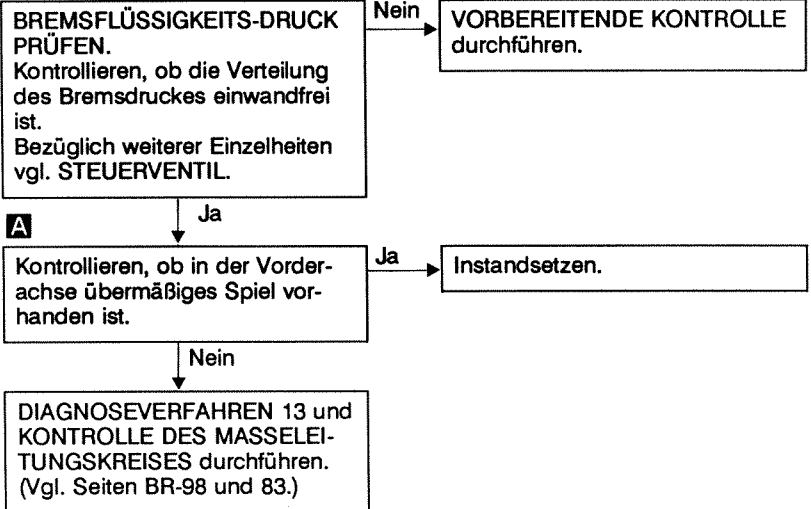 BREMSFLÜSSIGKEITS-DRUCK
PRÜFEN.
Kontrollieren, ob die Verteilung
des Bremsdruckes einwandfrei
ist.
Bezüglich weiterer Einzelheiten
vgl. STEUERVENTIL.
Nein
VORBEREITENDE KONTROLLE
durchführen.
Ja
A
Kontrollieren, ob in der Vorder-
achse übermäßiges Spiel vor-
handen ist.
Ja
Instandsetzen.
Nein
DIAGNOSEVERFAHREN 13 und
KONTROLLE DES MASSELEI-
TUNGSKREISES durchführen.
(Vgl. Seiten BR-98 und 83.)